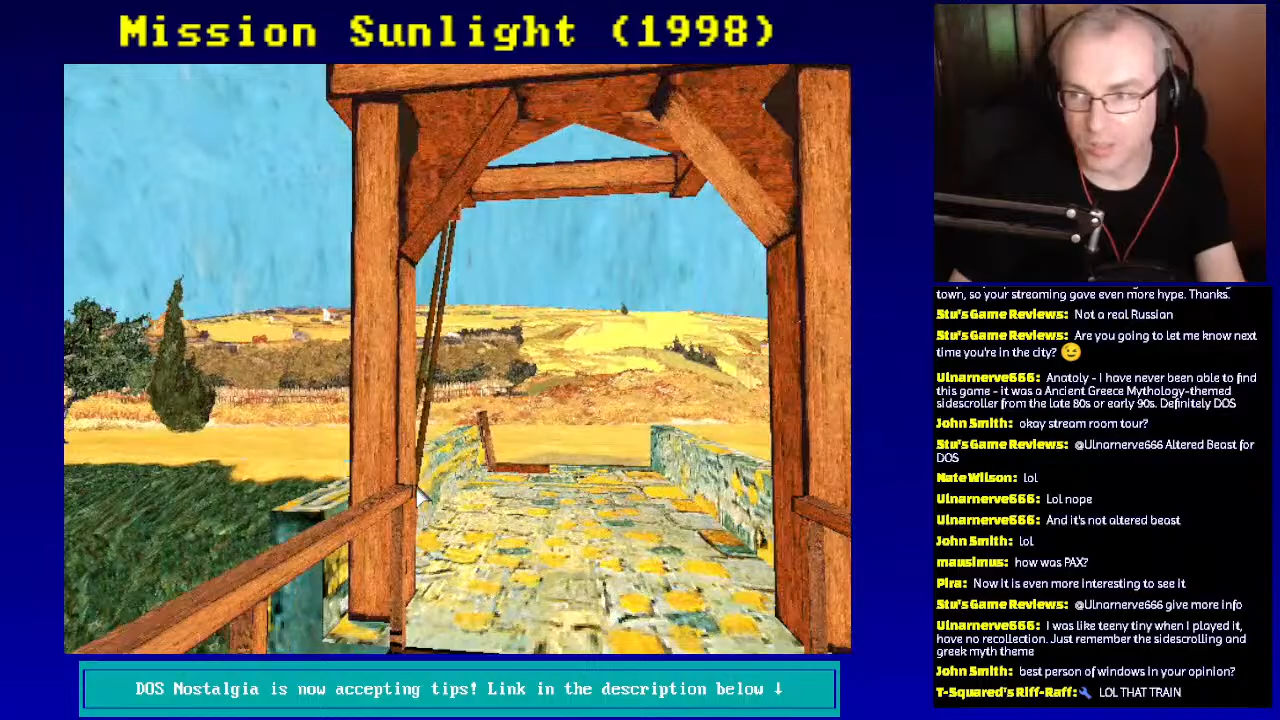 Mission Sunlight (1998)
town, so your streaming gave even more hype. Thanks.
Stu's Game Reviews: Not a real Russian
Stu's Game Reviews: Are you going to let me know next
time you're in the city? 😉
Ulnarnerve666: Anatoly - I have never been able to find
this game - it was a Ancient Greece Mythology-themed
sidescroller from the late 80s or early 90s. Definitely DOS
John Smith: okay stream room tour?
Stu's Game Reviews: @Ulnarnerve666 Altered Beast for
DOS
Nate Wilson: lol
Ulnarnerve666: Lol nope
Ulnarnerve666: And it's not altered beast
John Smith: lol
mausimus: how was PAX?
Pira: Now it is even more interesting to see it
Stu's Game Reviews: @Ulnarnerve666 give more info
Ulnarnerve666: I was like teeny tiny when I played it,
have no recollection. Just remember the sidescrolling and
greek myth theme
John Smith: best person of windows in your opinion?
T-Squared's Riff-Raff: 🔧 LOL THAT TRAIN
DOS Nostalgia is now accepting tips! Link in the description below ↓